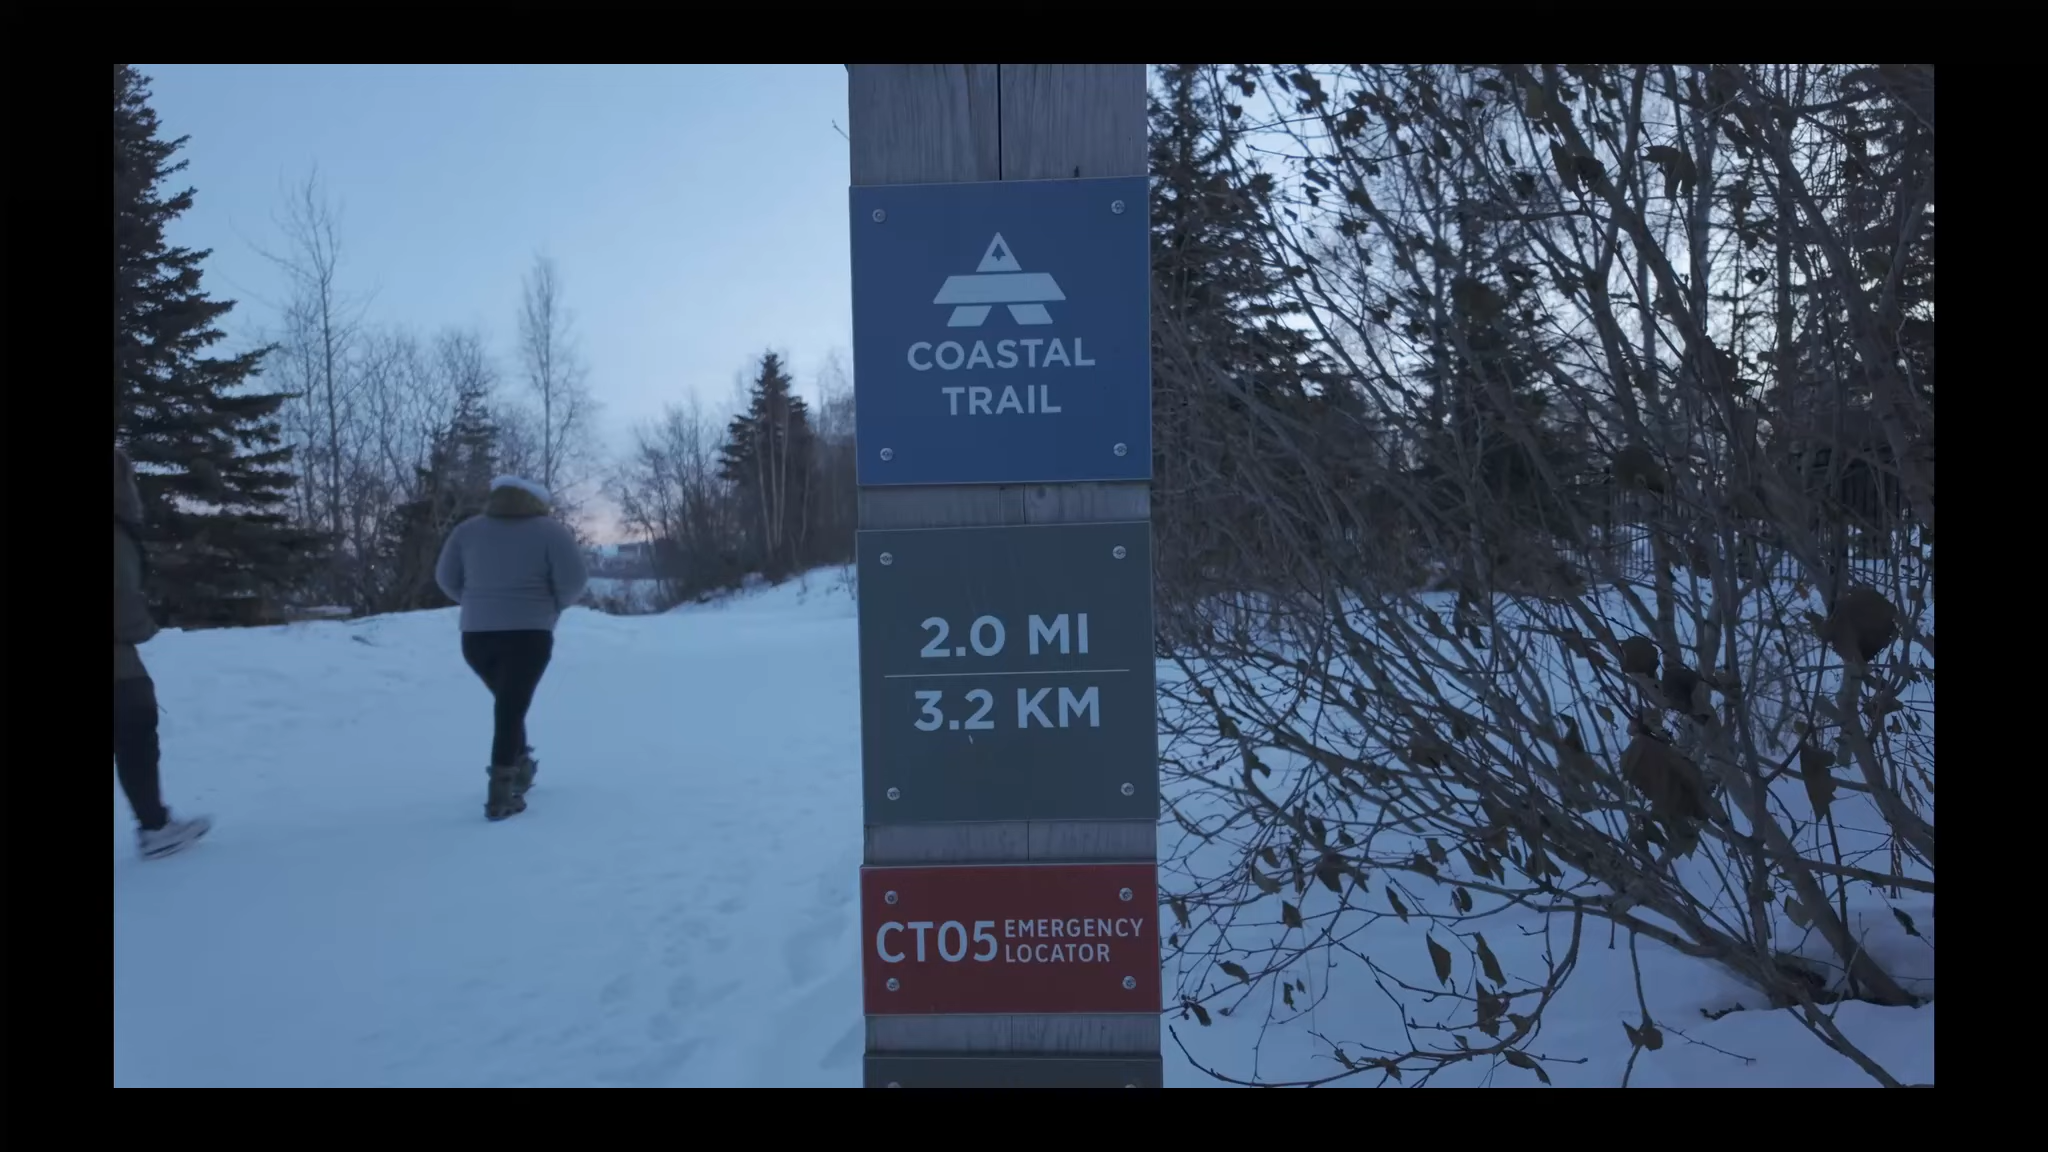 COASTAL
TRAIL
2.0 MI
3.2 KM
CT05 EMERGENCY
LOCATOR